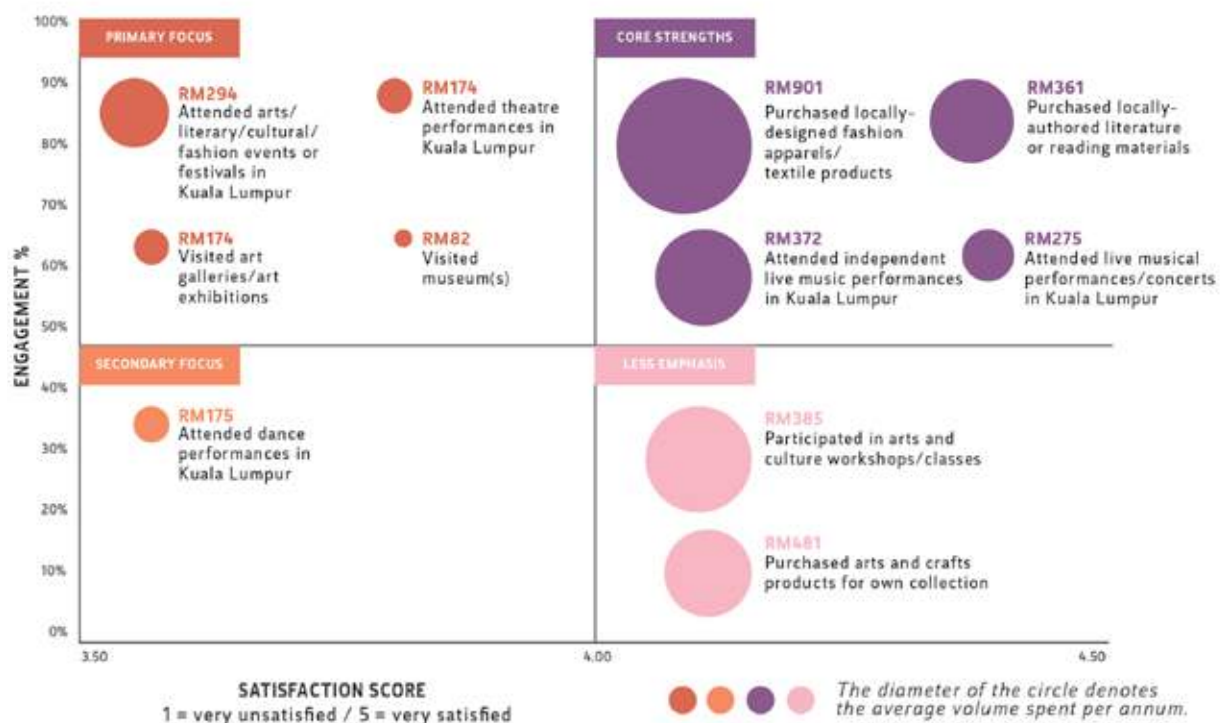 100%
90%
80%
70%
60%
50%
40%
30%
20%
10%
0%
ENGAGEMENT %
PRIMARY FOCUS
RM294
Attended arts/
literary/cultural/
fashion events or
festivals in
Kuala Lumpur
RM174
Attended theatre
performances in
Kuala Lumpur
RM174
Visited art
galleries/art
exhibitions
RM82
Visited
museum(s)
CORE STRENGTHS
RM901
Purchased locally-
designed fashion
apparels/
textile products
RM361
Purchased locally-
authored literature
or reading materials
RM372
Attended independent
live music performances
in Kuala Lumpur
RM275
Attended live musical
performances/concerts
in Kuala Lumpur
SECONDARY FOCUS
RM175
Attended dance
performances in
Kuala Lumpur
LESS EMPHASIS
RM385
Participated in arts and
culture workshops/classes
RM481
Purchased arts and crafts
products for own collection
3.50
4.00
4.50
SATISFACTION SCORE
1 = very unsatisfied / 5 = very satisfied
The diameter of the circle denotes
the average volume spent per annum.